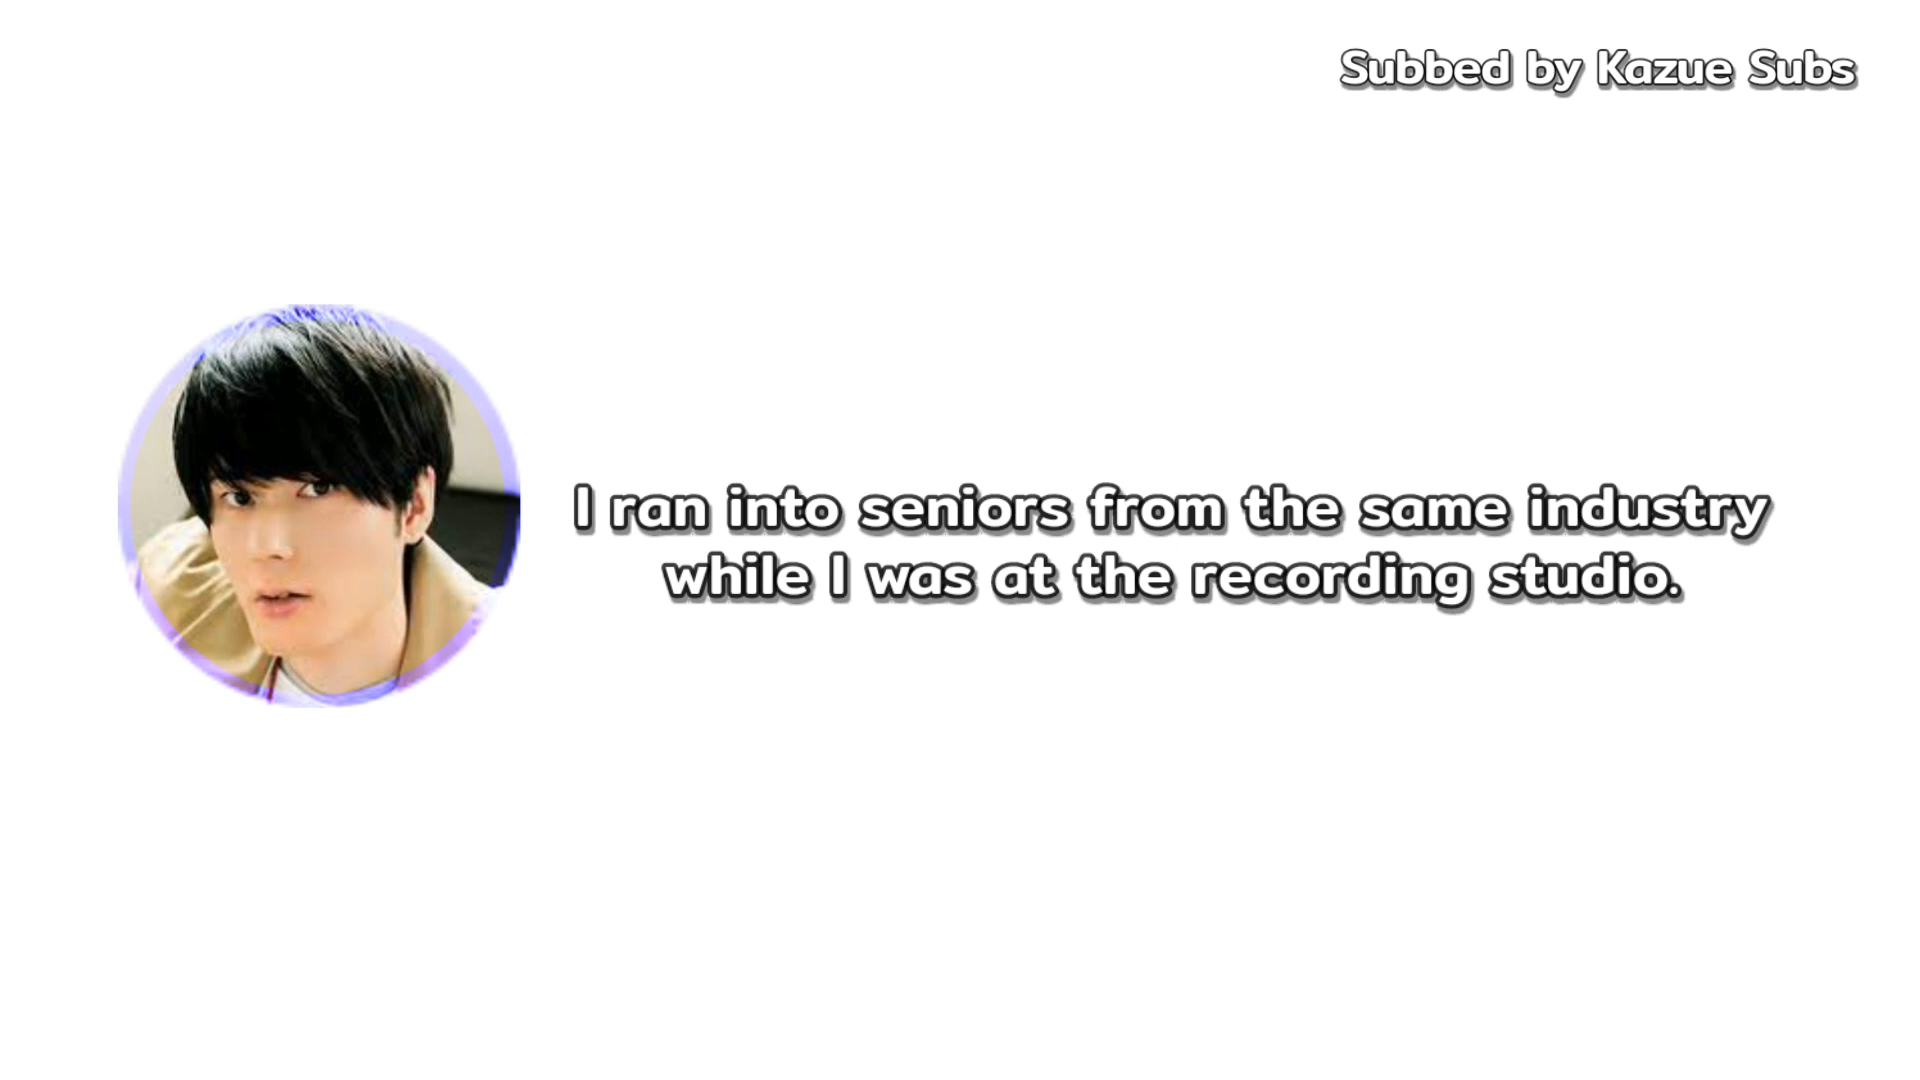 Subbed by Kazue Subs
I ran into seniors from the same industry
while I was at the recording studio.